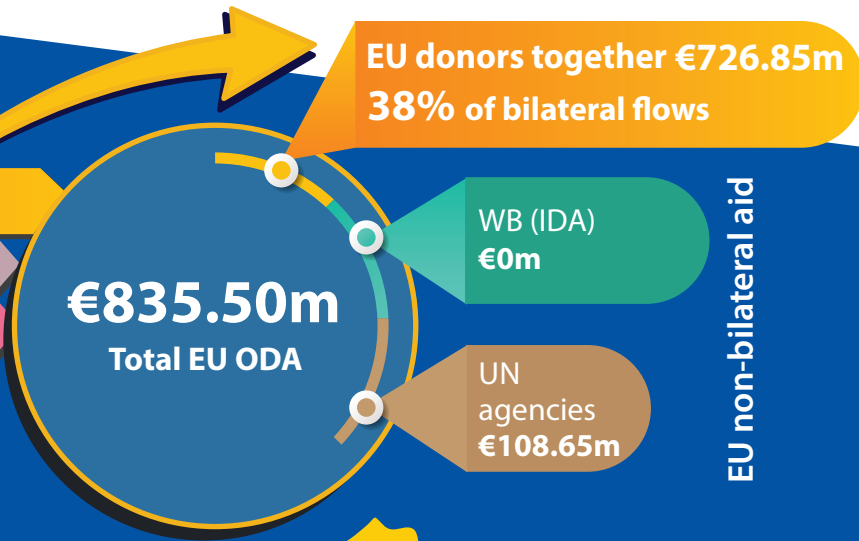 EU donors together €726.85m
38% of bilateral flows
WB (IDA)
€0m
€835.50m
Total EU ODA
UN
agencies
€108.65m
EU non-bilateral aid